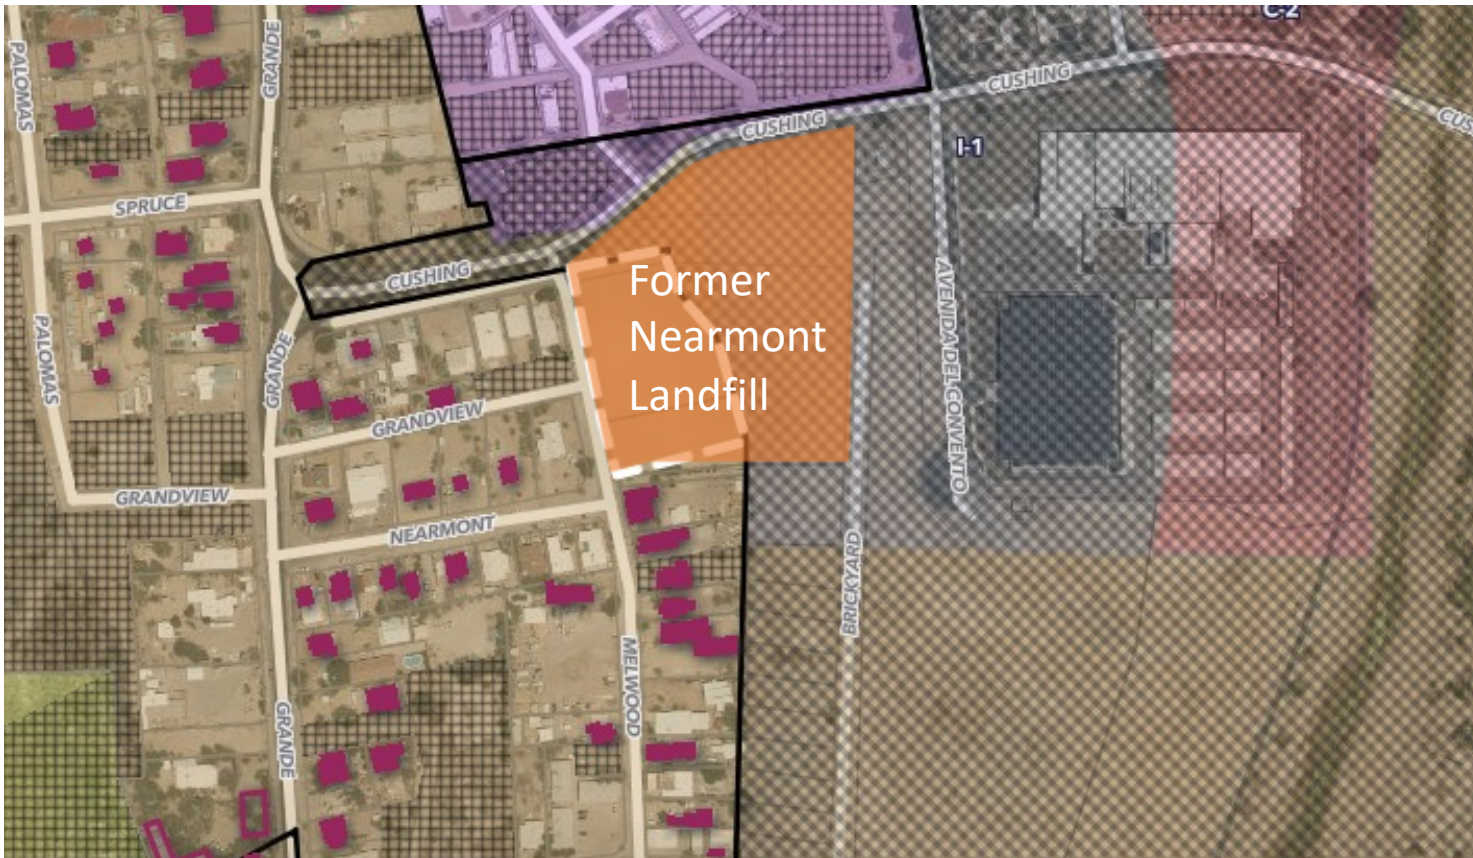 C-2
PALOMAS
GRANDE
CUSHING
CUSHING
CUS
I-1
SPRUCE
CUSHING
Former
Nearmont
Landfill
PALOMAS
GRANDE
AVENIDA DEL CONVENTO
GRANDVIEW
GRANDVIEW
NEARMONT
BRICKYARD
MELWOOD
GRANDE